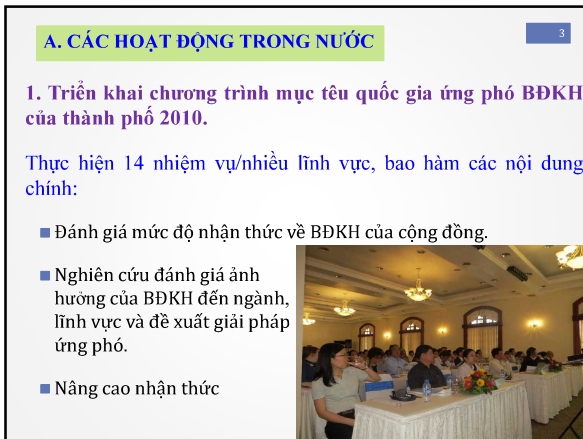 A. CÁC HOẠT ĐỘNG TRONG NƯỚC
3
1. Triển khai chương trình mục têu quốc gia ứng phó BĐKH
của thành phố 2010.
Thực hiện 14 nhiệm vụ/nhiều lĩnh vực, bao hàm các nội dung
chính:
Đánh giá mức độ nhận thức về BĐKH của cộng đồng.
Nghiên cứu đánh giá ảnh
hưởng của BĐKH đến ngành,
lĩnh vực và đề xuất giải pháp
ứng phó.
Nâng cao nhận thức